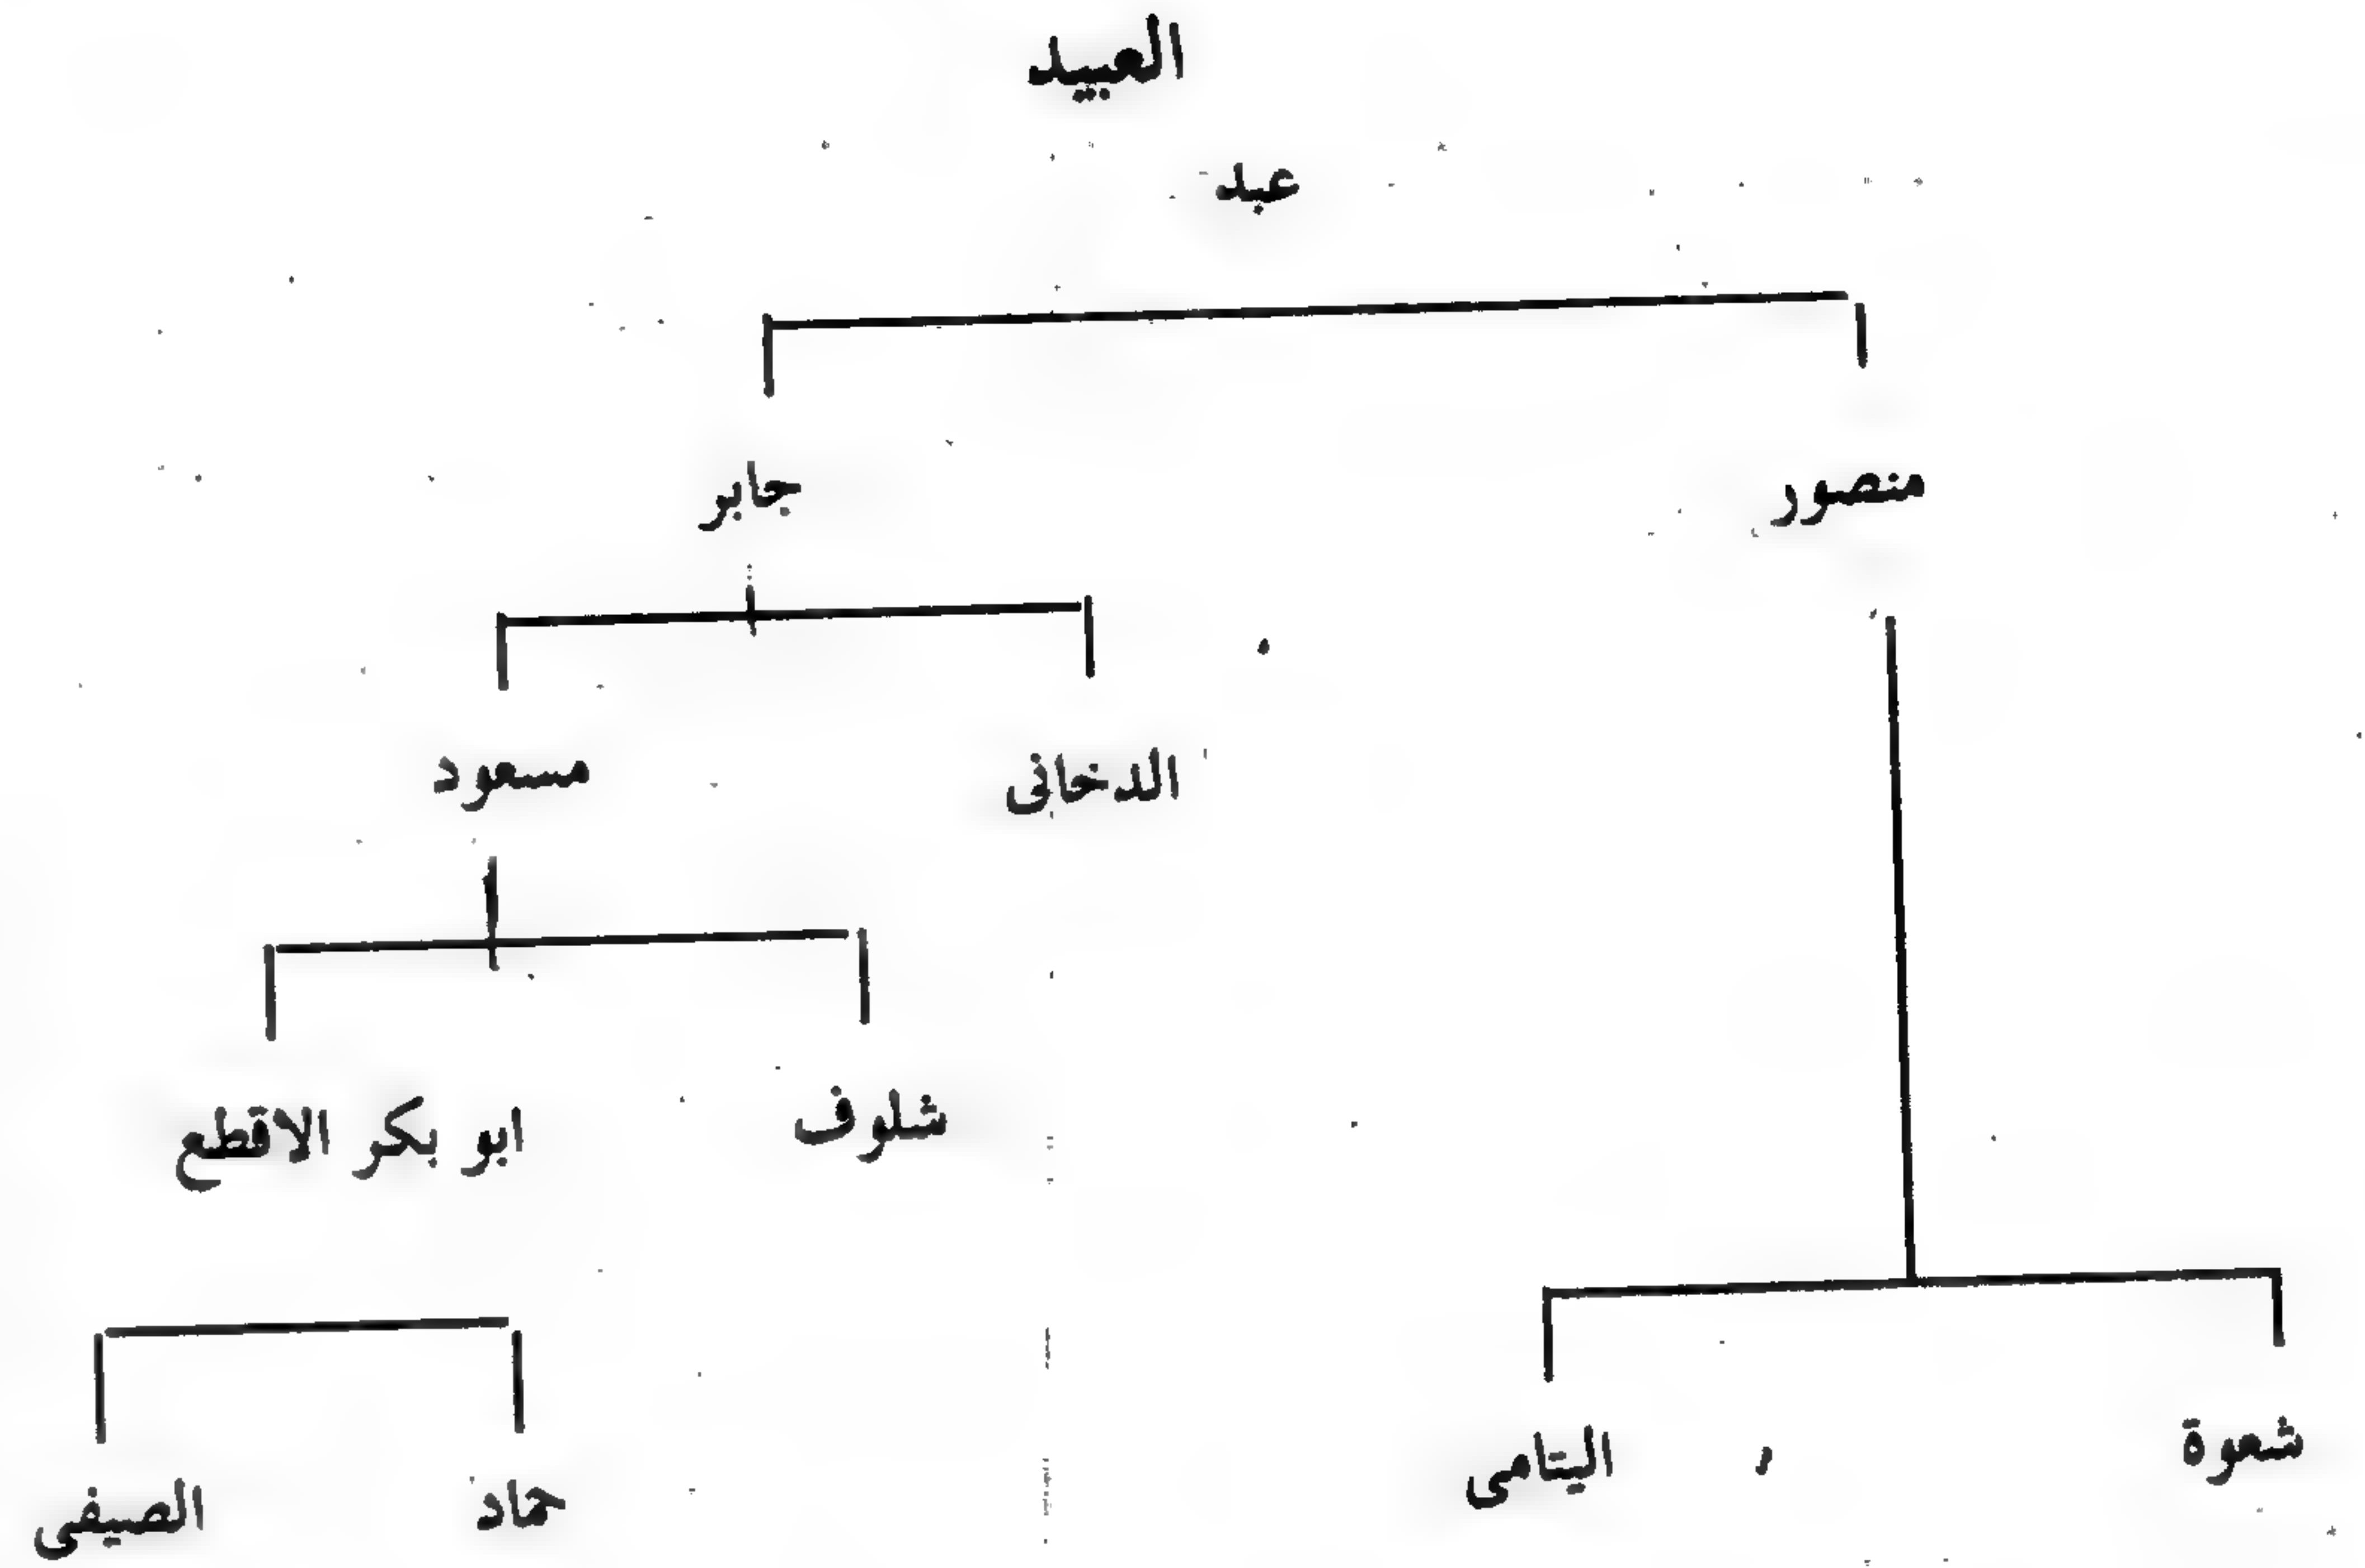 العبيد
عبد
منصور
جابر
الدخانى
مسعود
شلوف
ابو بكر الاقطع
شعوة
اليتامى
حماد
الصيفى